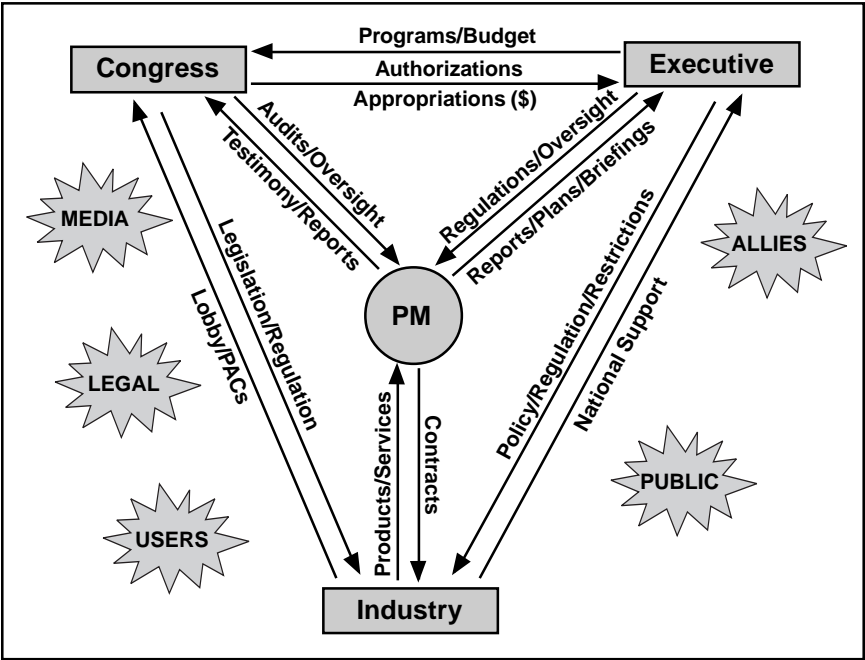 Programs/Budget
Congress
Executive
Authorizations
Appropriations ($)
Audits/Oversight
Testimony/Reports
Regulations/Oversight
Reports/Plans/Briefings
MEDIA
ALLIES
Legislation/Regulation
Lobby/PACs
PM
Policy/Regulation/Restrictions
National Support
LEGAL
Products/Services
Contracts
PUBLIC
USERS
Industry